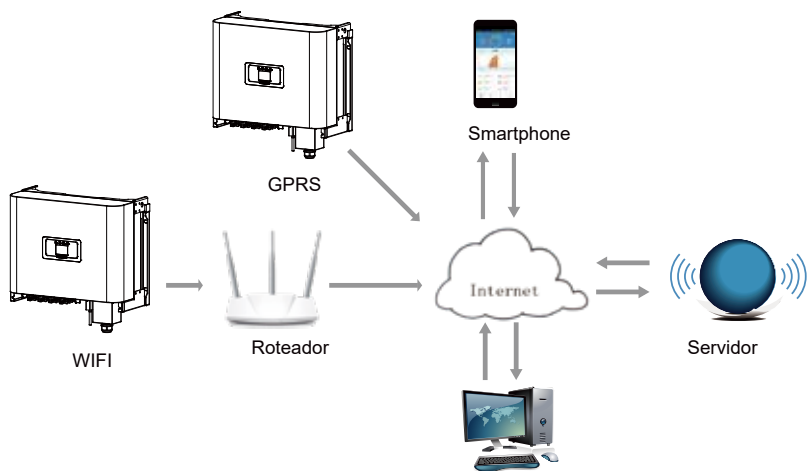 Smartphone
GPRS
Internet
WIFI
Roteador
Servidor